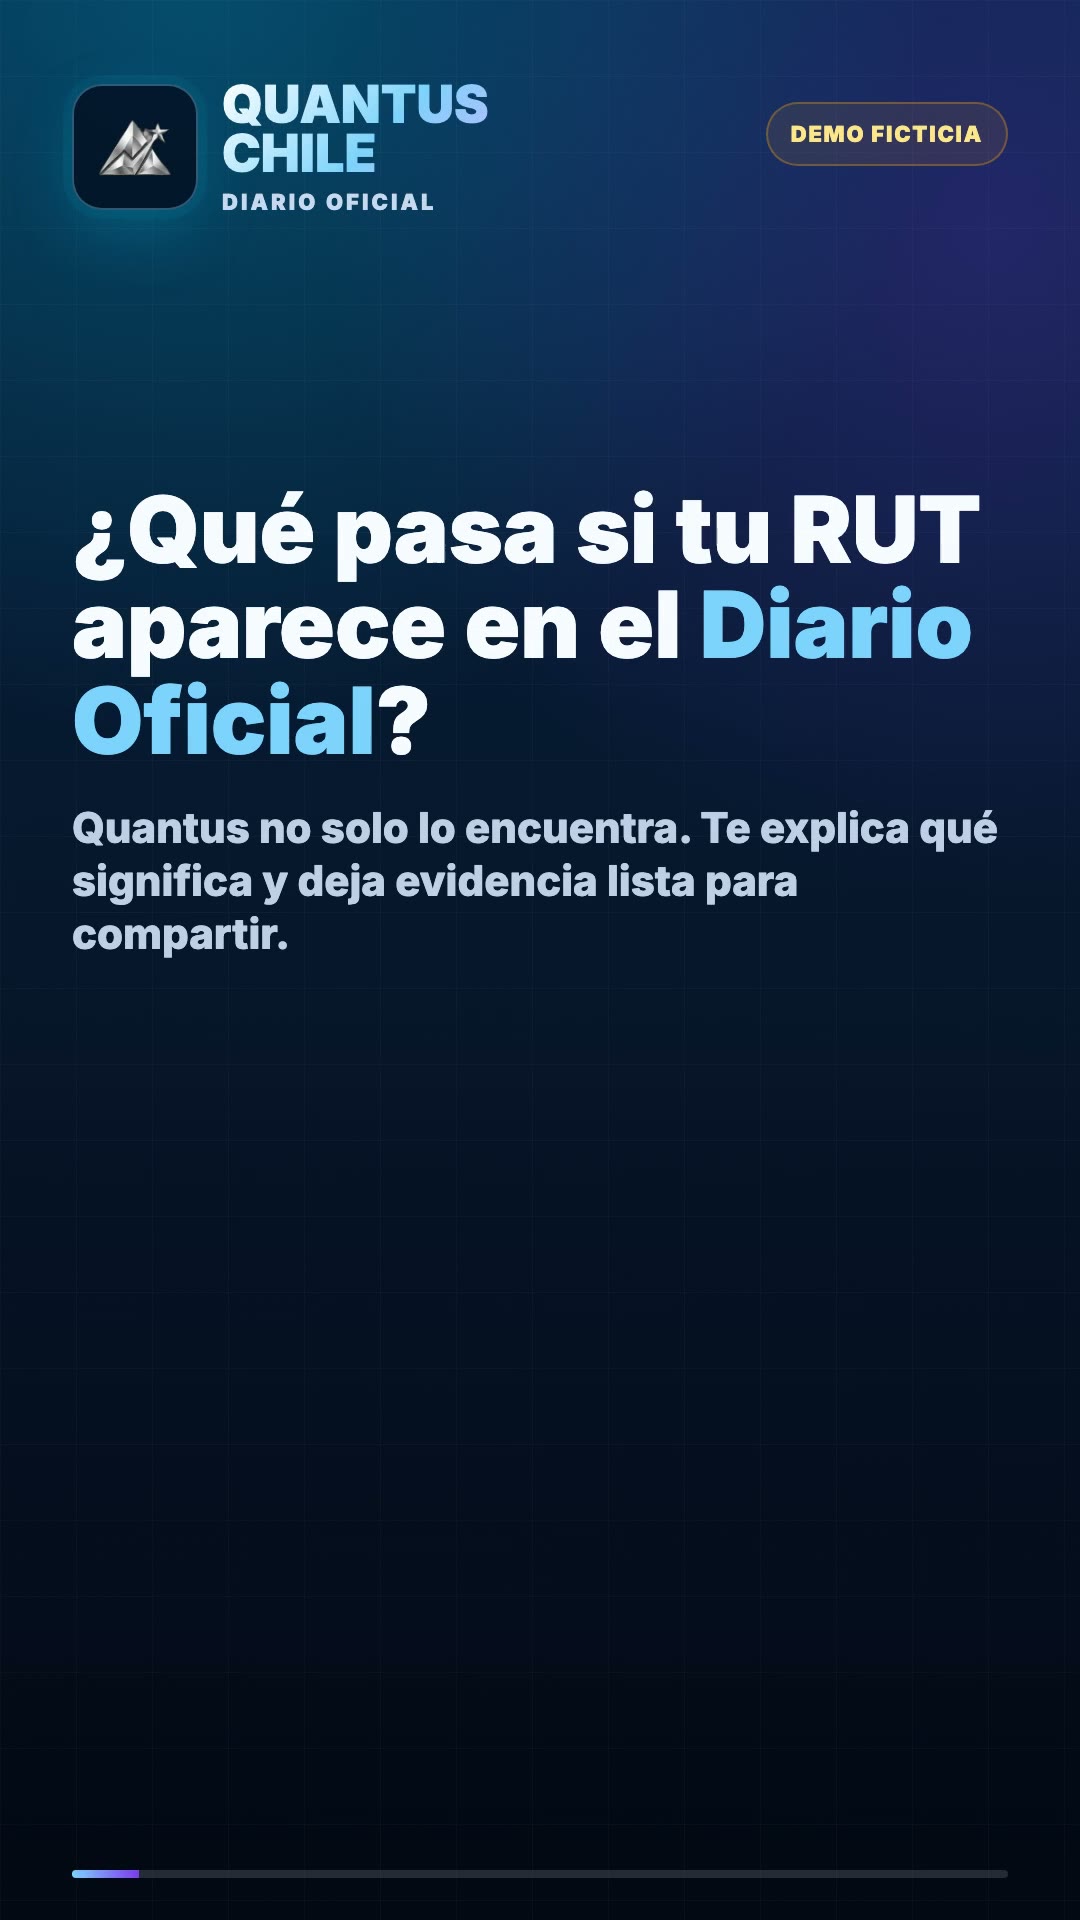 QUANTUS
CHILE
DIARIO OFICIAL
DEMO FICTICIA
¿Qué pasa si tu RUT
aparece en el Diario
Oficial?
Quantus no solo lo encuentra. Te explica qué
significa y deja evidencia lista para
compartir.